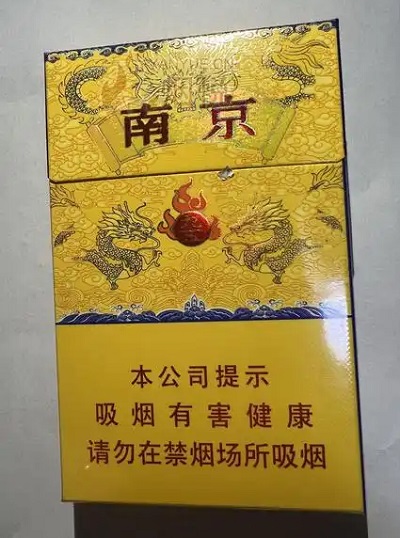 南京
本公司提示
吸烟有害健康
请勿在禁烟场所吸烟